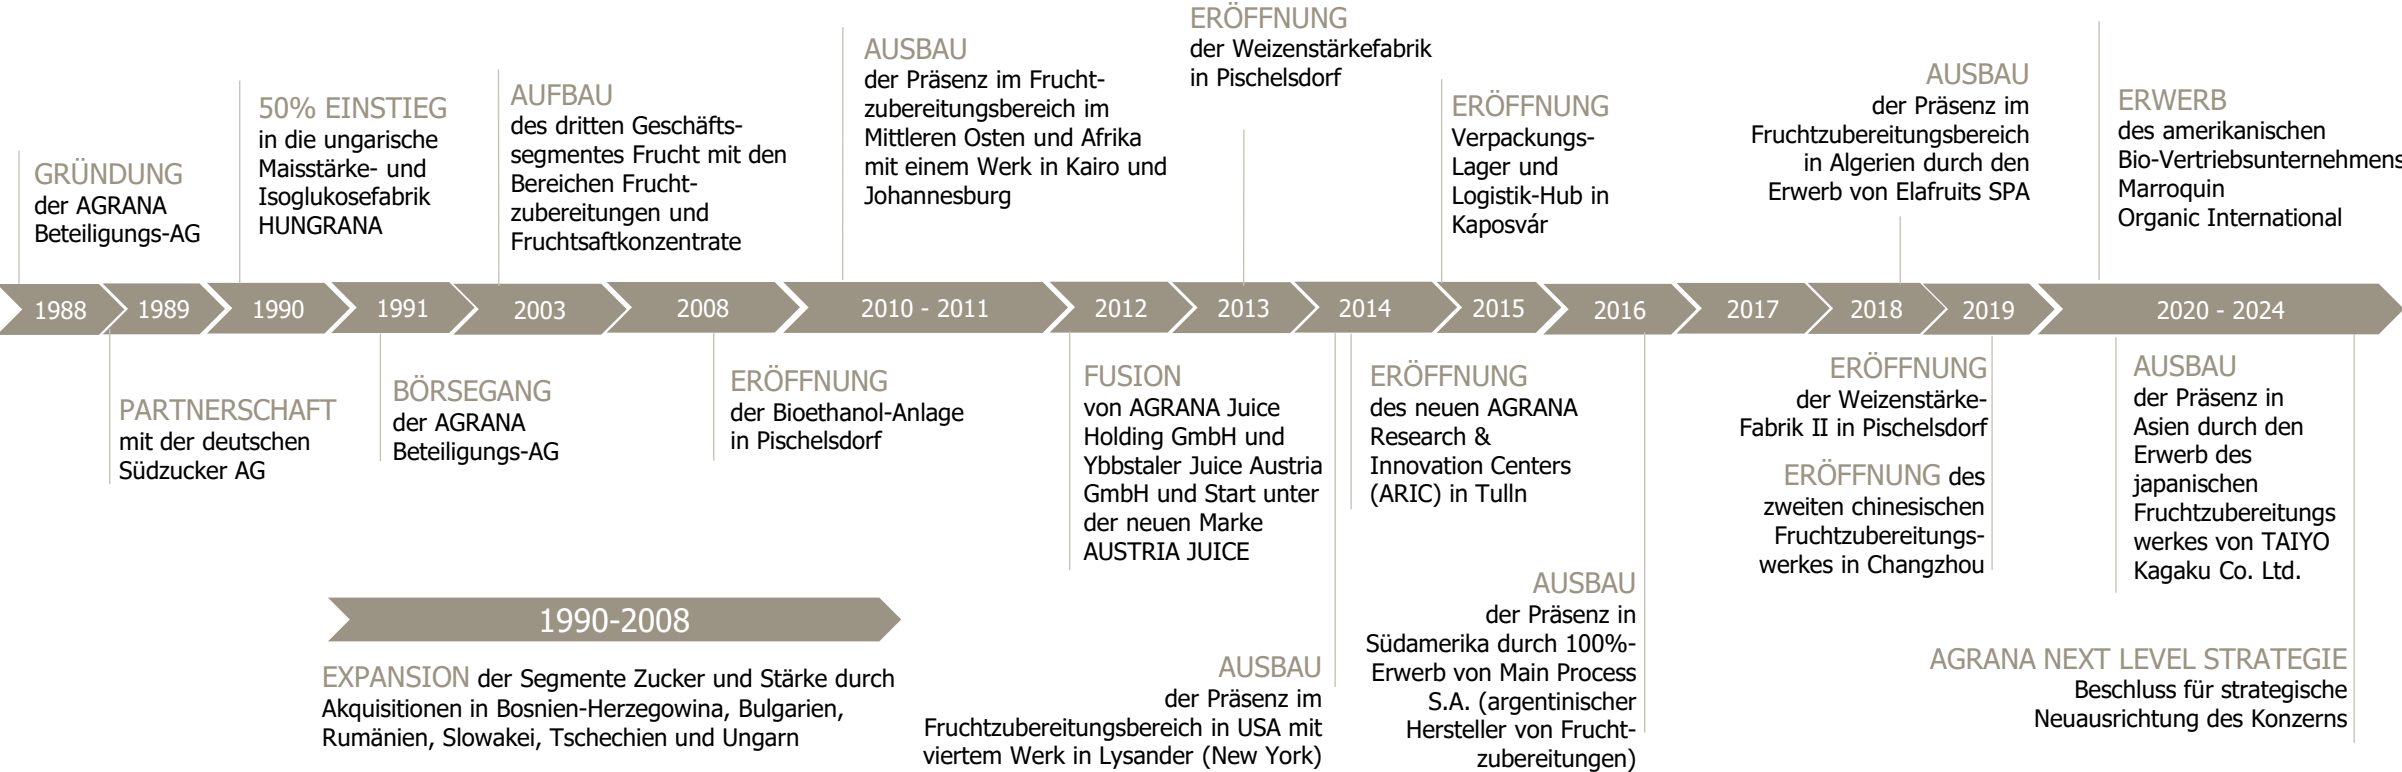 GRÜNDUNG
der AGRANA
Beteiligungs-AG
50% EINSTIEG
in die ungarische
Maisstärke- und
Isoglukosefabrik
HUNGRANA
AUFBAU
des dritten Geschäfts-
segmentes Frucht mit den
Bereichen Frucht-
zubereitungen und
Fruchtsaftkonzentrate
AUSBAU
der Präsenz im Frucht-
zubereitungsbereich im
Mittleren Osten und Afrika
mit einem Werk in Kairo und
Johannesburg
ERÖFFNUNG
der Weizenstärkefabrik
in Pischelsdorf
ERÖFFNUNG
Verpackungs-
Lager und
Logistik-Hub in
Kaposvár
AUSBAU
der Präsenz im
Fruchtzubereitungsbereich
in Algerien durch den
Erwerb von Elafruits SPA
ERWERB
des amerikanischen
Bio-Vertriebsunternehmens
Marroquin
Organic International
1988
1989
1990
1991
2003
2008
2010 - 2011
2012
2013
2014
2015
2016
2017
2018
2019
2020 - 2024
PARTNERSCHAFT
mit der deutschen
Südzucker AG
BÖRSEGANG
der AGRANA
Beteiligungs-AG
ERÖFFNUNG
der Bioethanol-Anlage
in Pischelsdorf
FUSION
von AGRANA Juice
Holding GmbH und
Ybbstaler Juice Austria
GmbH und Start unter
der neuen Marke
AUSTRIA JUICE
AUSBAU
der Präsenz im
Fruchtzubereitungsbereich in USA mit
viertem Werk in Lysander (New York)
ERÖFFNUNG
des neuen AGRANA
Research &
Innovation Centers
(ARIC) in Tulln
AUSBAU
der Präsenz in
Südamerika durch 100%-
Erwerb von Main Process
S.A. (argentinischer
Hersteller von Frucht-
zubereitungen)
ERÖFFNUNG
der Weizenstärke-
Fabrik II in Pischelsdorf
ERÖFFNUNG des
zweiten chinesischen
Fruchtzubereitungs-
werkes in Changzhou
AUSBAU
der Präsenz in
Asien durch den
Erwerb des
japanischen
Fruchtzubereitungs
werkes von TAIYO
Kagaku Co. Ltd.
AGRANA NEXT LEVEL STRATEGIE
Beschluss für strategische
Neuausrichtung des Konzerns
1990-2008
EXPANSION der Segmente Zucker und Stärke durch
Akquisitionen in Bosnien-Herzegowina, Bulgarien,
Rumänien, Slowakei, Tschechien und Ungarn